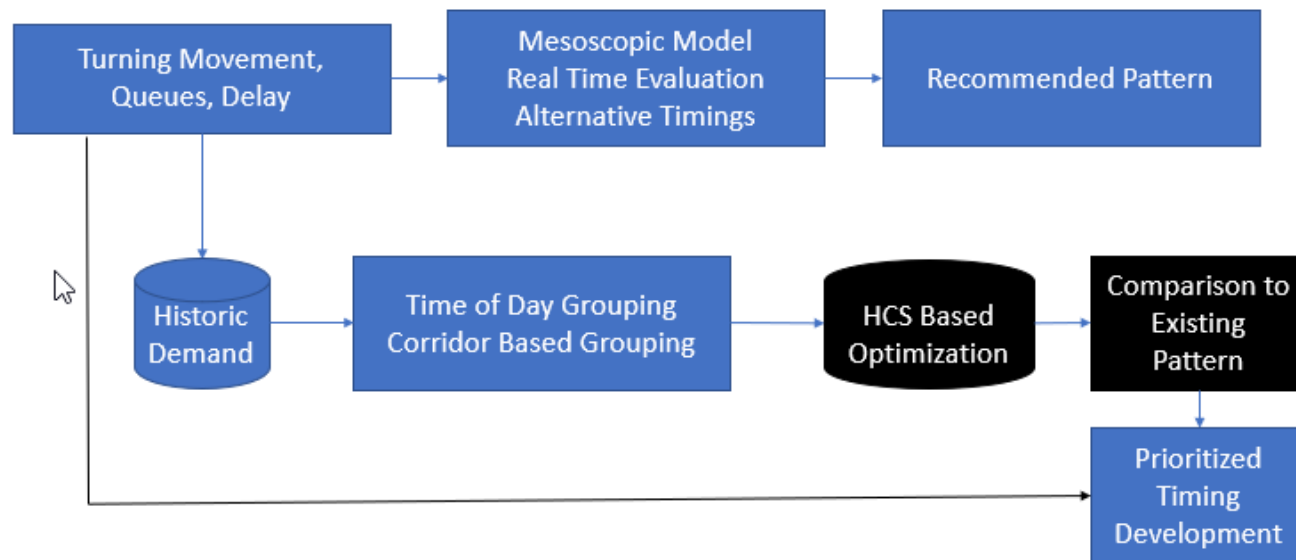 Turning Movement,
Queues, Delay
Mesoscopic Model
Real Time Evaluation
Alternative Timings
Recommended Pattern
Historic
Demand
Time of Day Grouping
Corridor Based Grouping
HCS Based
Optimization
Comparison to
Existing
Pattern
Prioritized
Timing
Development